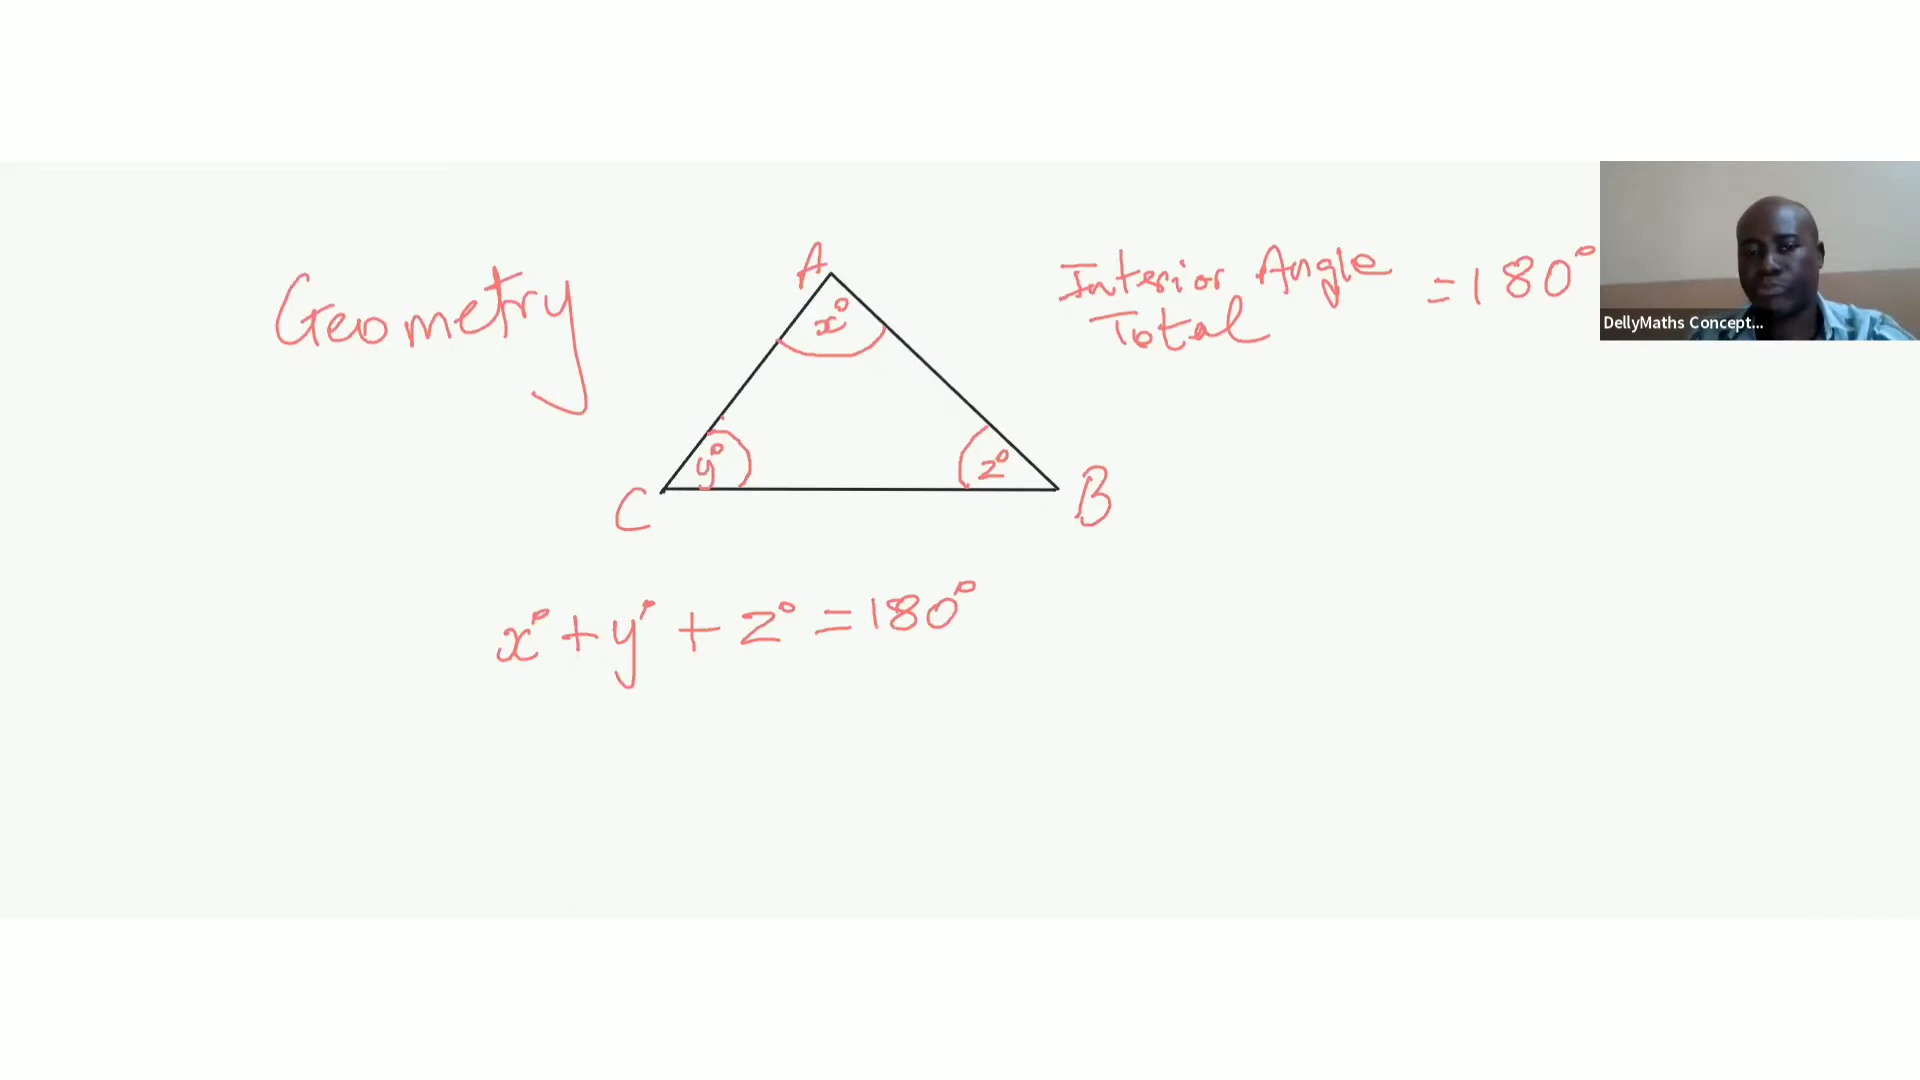 Geometry
A
x°
y°
z°
C
B
Interior Angle = 180°
Total
x° + y° + z° = 180°
DellyMaths Concept...